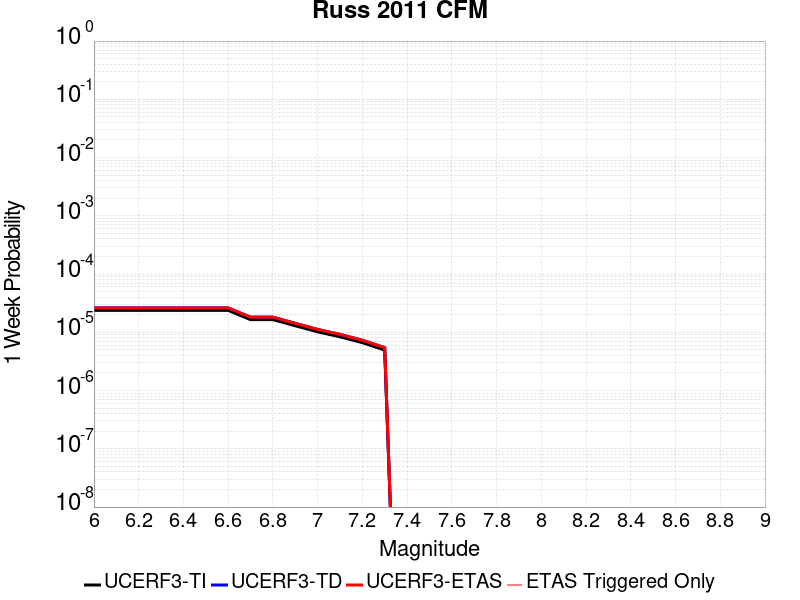 Russ 2011 CFM
10^0
10^-1
10^-2
10^-3
10^-4
10^-5
10^-6
10^-7
10^-8
1 Week Probability
6 6.2 6.4 6.6 6.8 7 7.2 7.4 7.6 7.8 8 8.2 8.4 8.6 8.8 9
Magnitude
UCERF3-TI UCERF3-TD UCERF3-ETAS ETAS Triggered Only